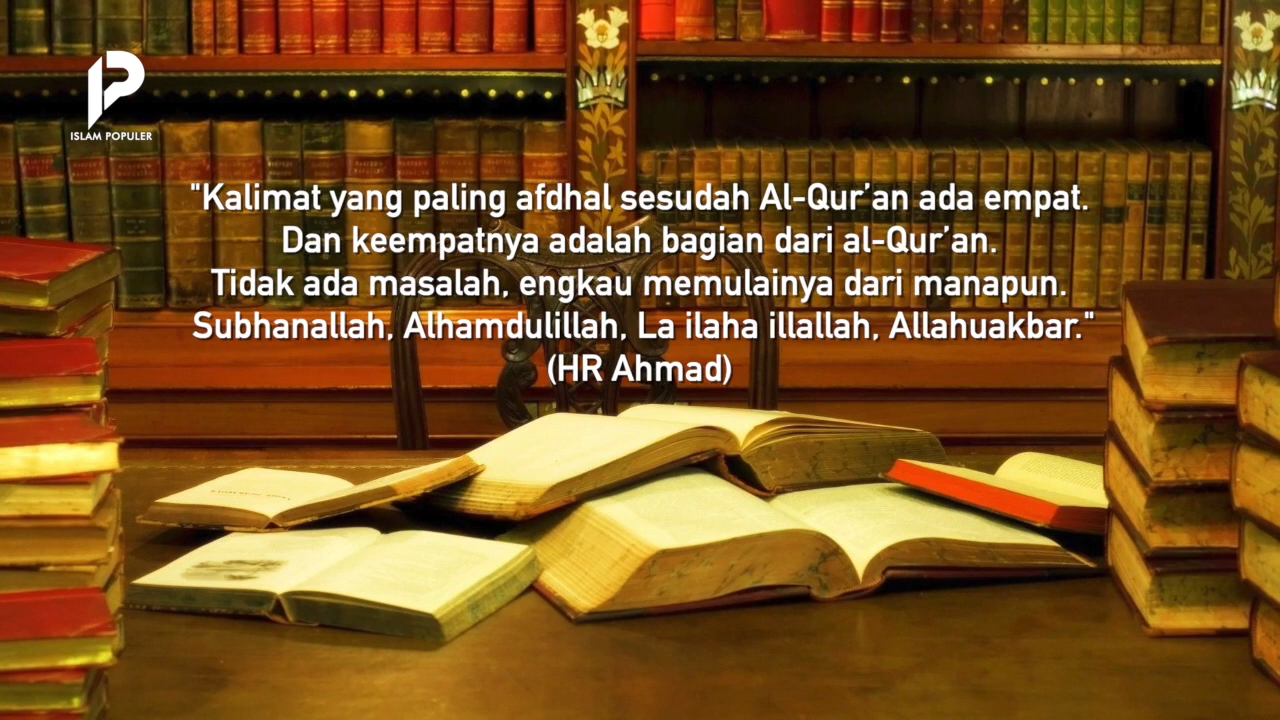 ISLAM POPULER
"Kalimat yang paling afdhal sesudah Al-Qur’an ada empat.
Dan keempatnya adalah bagian dari al-Qur’an.
Tidak ada masalah, engkau memulainya dari manapun.
Subhanallah, Alhamdulillah, La ilaha illallah, Allahuakbar."
(HR Ahmad)